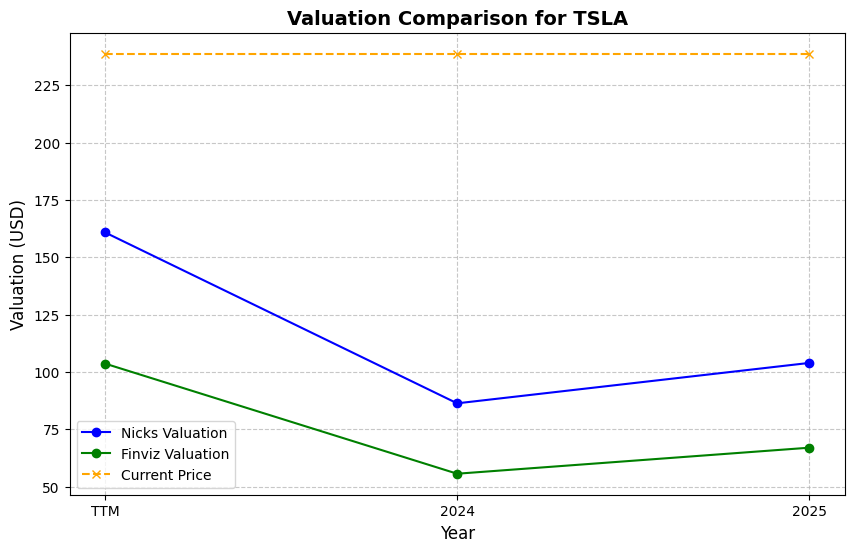 Valuation Comparison for TSLA
Valuation (USD)
225
200
175
150
125
100
75
50
Nicks Valuation
Finviz Valuation
Current Price
TTM
2024
2025
Year